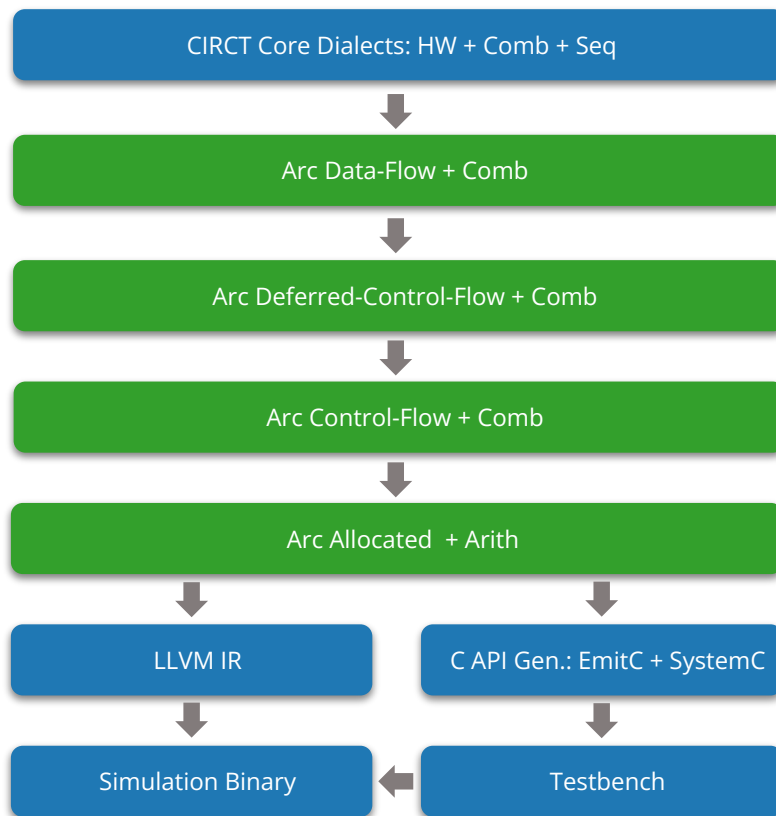 CIRCT Core Dialects: HW + Comb + Seq
Arc Data-Flow + Comb
Arc Deferred-Control-Flow + Comb
Arc Control-Flow + Comb
Arc Allocated + Arith
LLVM IR
C API Gen.: EmitC + SystemC
Simulation Binary
Testbench